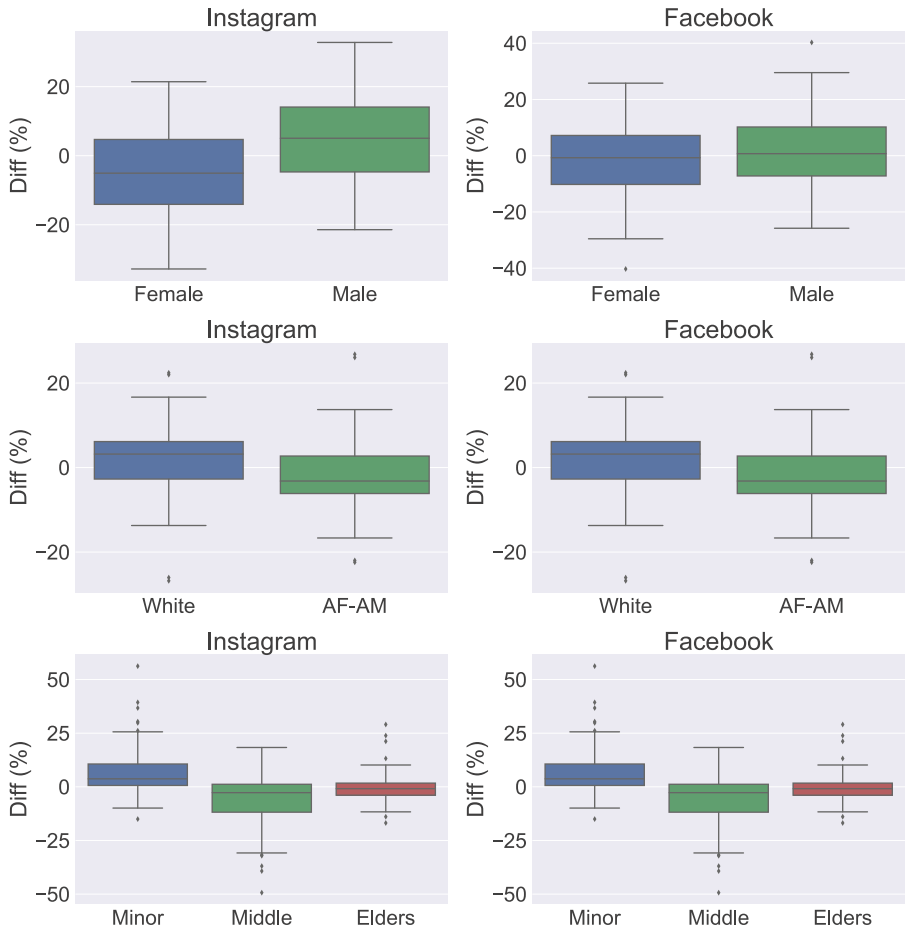 Instagram Facebook
Diff (%) 20 0 −20 Female Male
Diff (%) 40 20 0 −20 −40 Female Male
Instagram Facebook
Diff (%) 20 0 −20 White AF-AM
Diff (%) 20 0 −20 White AF-AM
Instagram Facebook
Diff (%) 50 25 0 −25 −50 Minor Middle Elders
Diff (%) 50 25 0 −25 −50 Minor Middle Elders